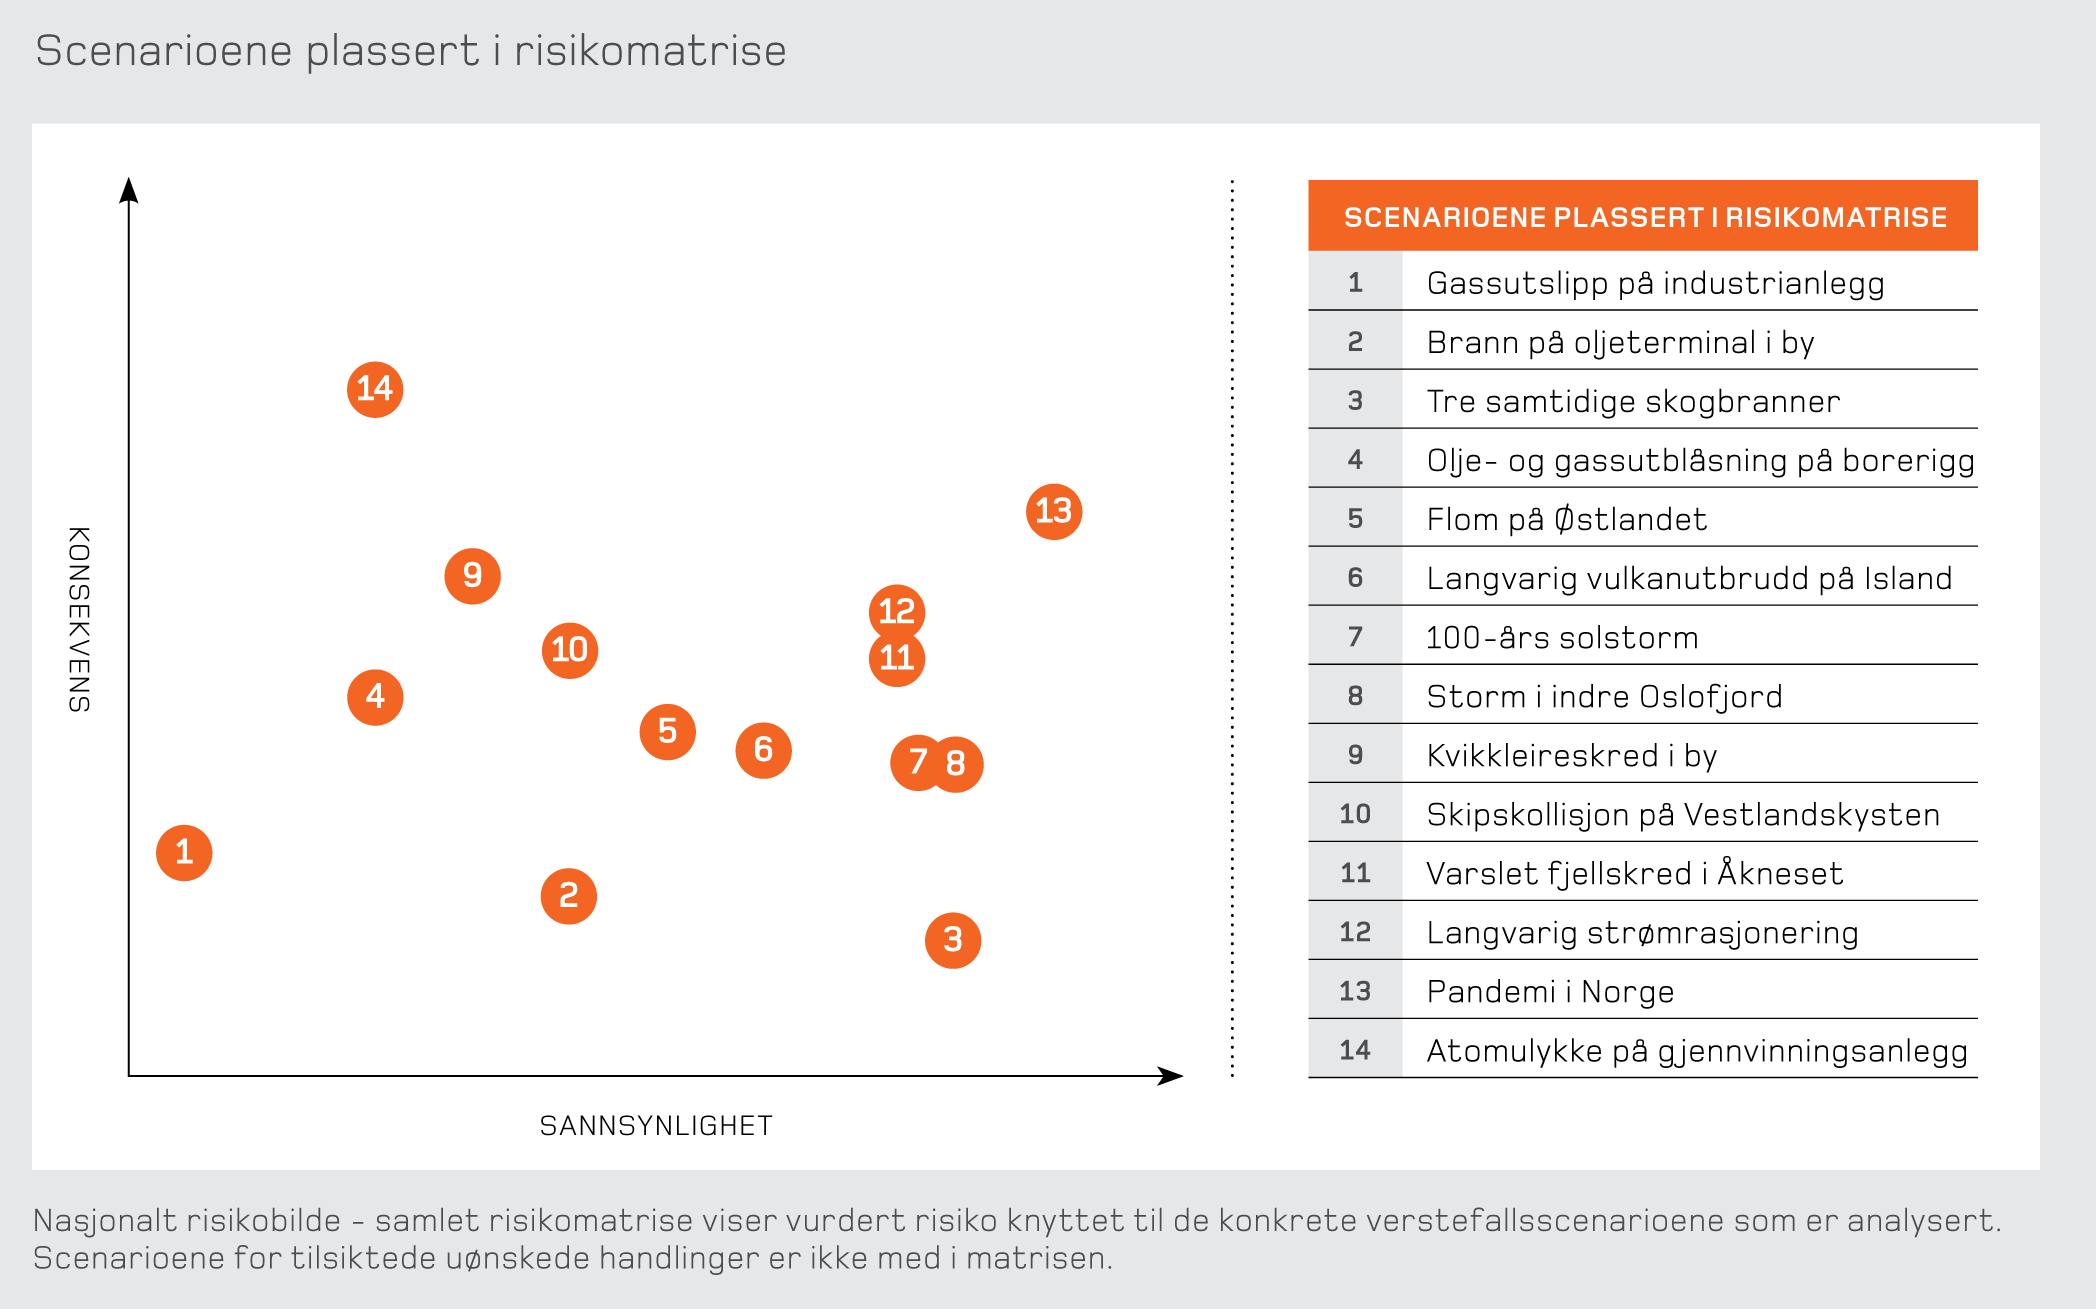 Scenarioene plassert i risikomatrise
KONSEKVENS
14
13
9
12
10
11
4
5
6
7
8
1
2
3
SANNSYNLIGHET
SCENARIOENE PLASSERT I RISIKOMATRISE
1 Gassutslipp på industrianlegg
2 Brann på oljeterminal i by
3 Tre samtidige skogbranner
4 Olje- og gassutblåsning på borerigg
5 Flom på Østlandet
6 Langvarig vulkanutbrudd på Island
7 100-års solstorm
8 Storm i indre Oslofjord
9 Kvikkleireskred i by
10 Skipskollisjon på Vestlandskysten
11 Varslet fjellskred i Åkneset
12 Langvarig strømrasjonering
13 Pandemi i Norge
14 Atomulykke på gjennvinningsanlegg
Nasjonalt risikobilde - samlet risikomatrise viser vurdert risiko knyttet til de konkrete verstefallsscenarioene som er analysert.
Scenarioene for tilsiktede uønskede handlinger er ikke med i matrisen.